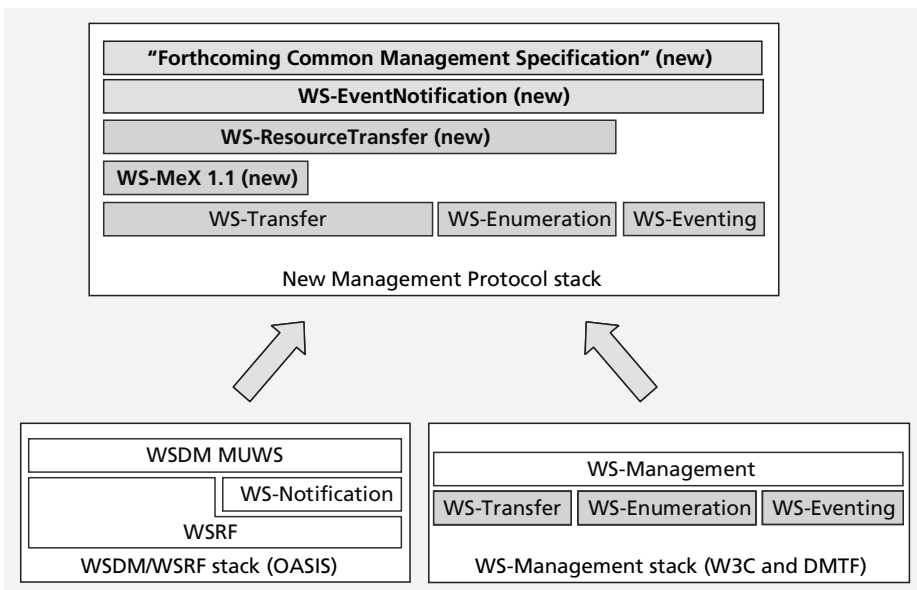 “Forthcoming Common Management Specification” (new)
WS-EventNotification (new)
WS-ResourceTransfer (new)
WS-MeX 1.1 (new)
WS-Transfer
WS-Enumeration
WS-Eventing
New Management Protocol stack
WSDM MUWS
WS-Notification
WSRF
WSDM/WSRF stack (OASIS)
WS-Management
WS-Transfer
WS-Enumeration
WS-Eventing
WS-Management stack (W3C and DMTF)